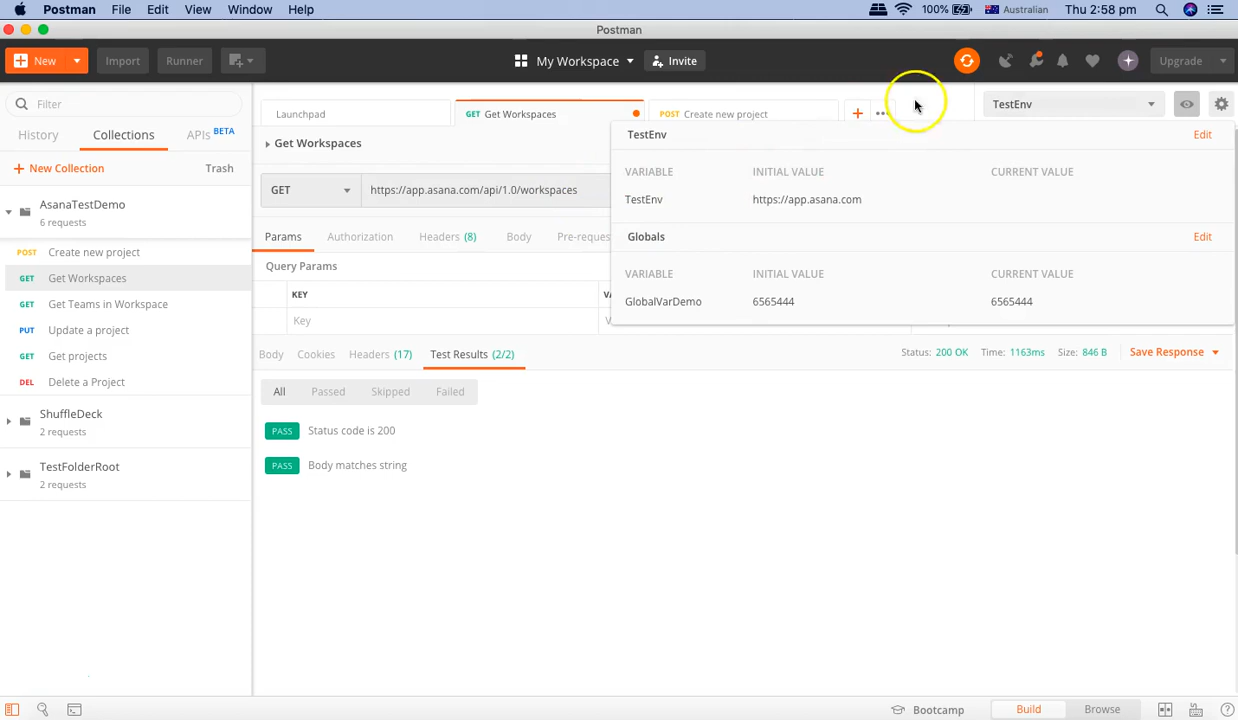 Postman File Edit View Window Help 100% Australian Thu 2:58 pm
Postman
New Import Runner My Workspace Invite Upgrade
Filter
History Collections APIs BETA
New Collection Trash
AsanaTestDemo
6 requests
POST Create new project
GET Get Workspaces
GET Get Teams in Workspace
PUT Update a project
GET Get projects
DEL Delete a Project
ShuffleDeck
2 requests
TestFolderRoot
2 requests
Launchpad GET Get Workspaces POST Create new project TestEnv
Get Workspaces
GET https://app.asana.com/api/1.0/workspaces
Params Authorization Headers (8) Body Pre-reques
Query Params
KEY VA
Key V
TestEnv Edit
VARIABLE INITIAL VALUE CURRENT VALUE
TestEnv https://app.asana.com
Globals Edit
VARIABLE INITIAL VALUE CURRENT VALUE
GlobalVarDemo 6565444 6565444
Body Cookies Headers (17) Test Results (2/2) Status: 200 OK Time: 1163ms Size: 846 B Save Response
All Passed Skipped Failed
PASS Status code is 200
PASS Body matches string
Bootcamp Build Browse